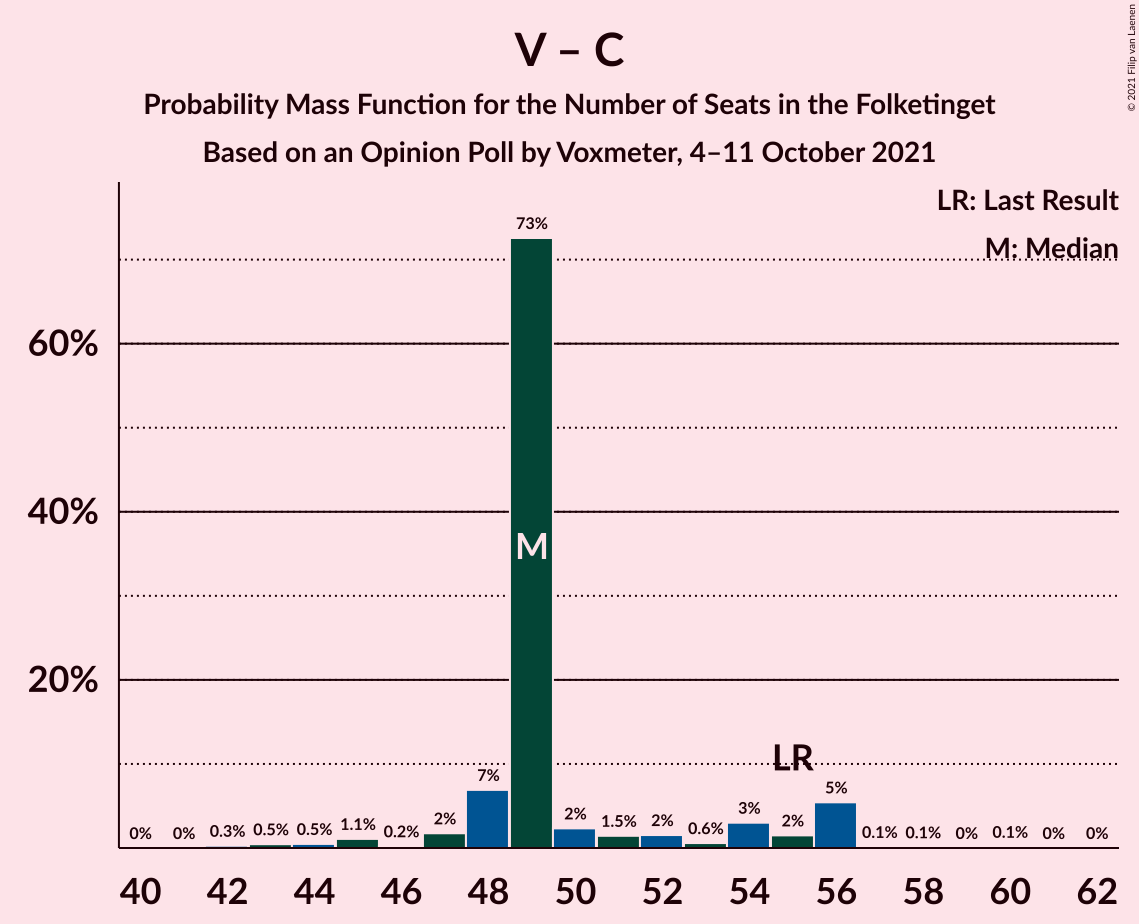 V – C
Probability Mass Function for the Number of Seats in the Folketinget
Based on an Opinion Poll by Voxmeter, 4–11 October 2021
© 2021 Filip van Laenen
LR: Last Result
M: Median
60%
40%
20%
0% 0% 0.3% 0.5% 0.5% 1.1% 0.2% 2% 7% 73% 2% 1.5% 2% 0.6% 3% 2% 5% 0.1% 0.1% 0% 0.1% 0% 0%
M
LR
40 42 44 46 48 50 52 54 56 58 60 62